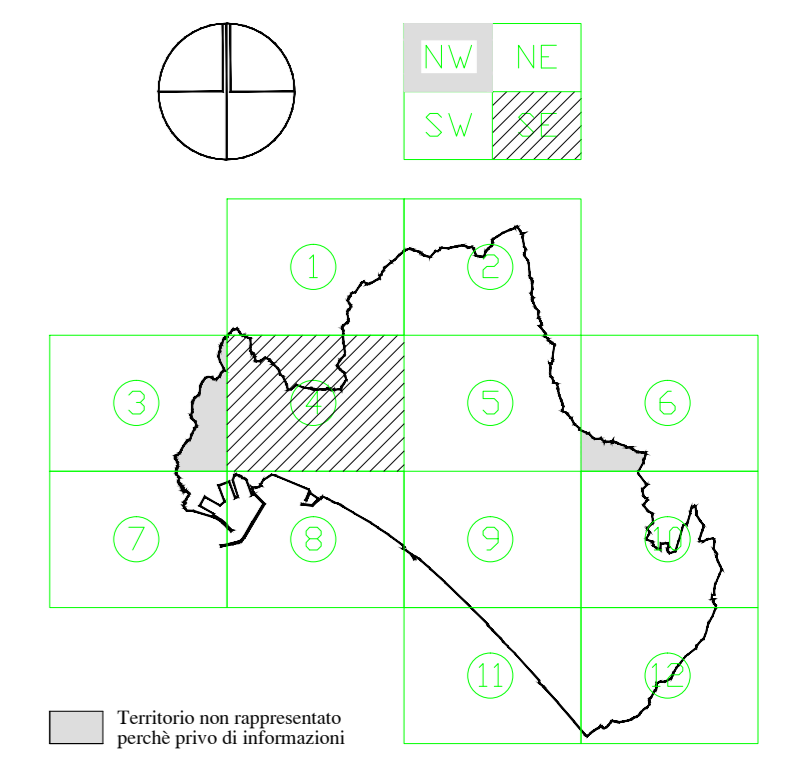 NW NE
SW SE
1 2
3 4 5 6
7 8 9 10
11 12
Territorio non rappresentato
perchè privo di informazioni